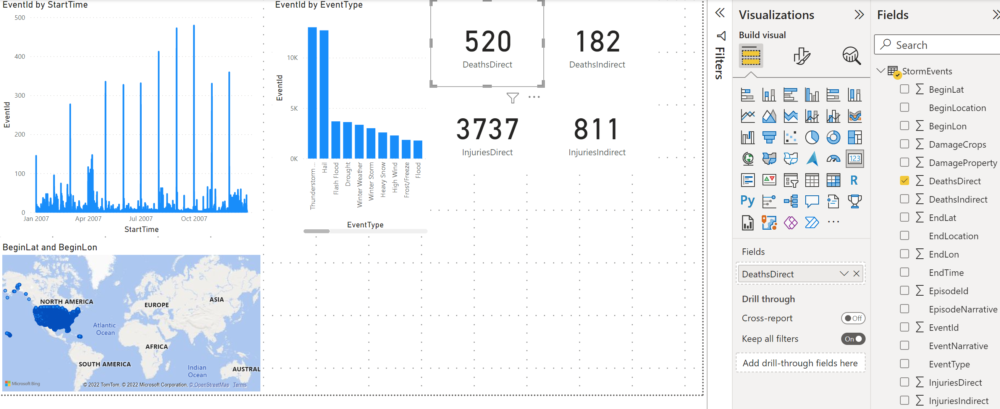 EventId by StartTime
500
400
300
200
100
0
EventId
Jan 2007
Apr 2007
Jul 2007
Oct 2007
StartTime
EventId by EventType
10K
5K
0K
EventId
Thunderstorm ...
Hail
Flash Flood
Drought
Winter Weather
Winter Storm
Heavy Snow
High Wind
Frost/Freeze
Flood
EventType
520
DeathsDirect
182
DeathsIndirect
3737
InjuriesDirect
811
InjuriesIndirect
BeginLat and BeginLon
NORTH AMERICA
EUROPE
ASIA
Atlantic
Ocean
AFRICA
SOUTH AMERICA
Indian
Ocean
AUSTRAL
Microsoft Bing
© 2022 TomTom, © 2022 Microsoft Corporation, © OpenStreetMap Terms
Filters
Visualizations
Build visual
123
R
Py
Fields
DeathsDirect
Drill through
Cross-report
Off
Keep all filters
On
Add drill-through fields here
Fields
Search
StormEvents
BeginLat
BeginLocation
BeginLon
DamageCrops
DamageProperty
DeathsDirect
DeathsIndirect
EndLat
EndLocation
EndLon
EndTime
EpisodeId
EpisodeNarrative
EventId
EventNarrative
EventType
InjuriesDirect
InjuriesIndirect